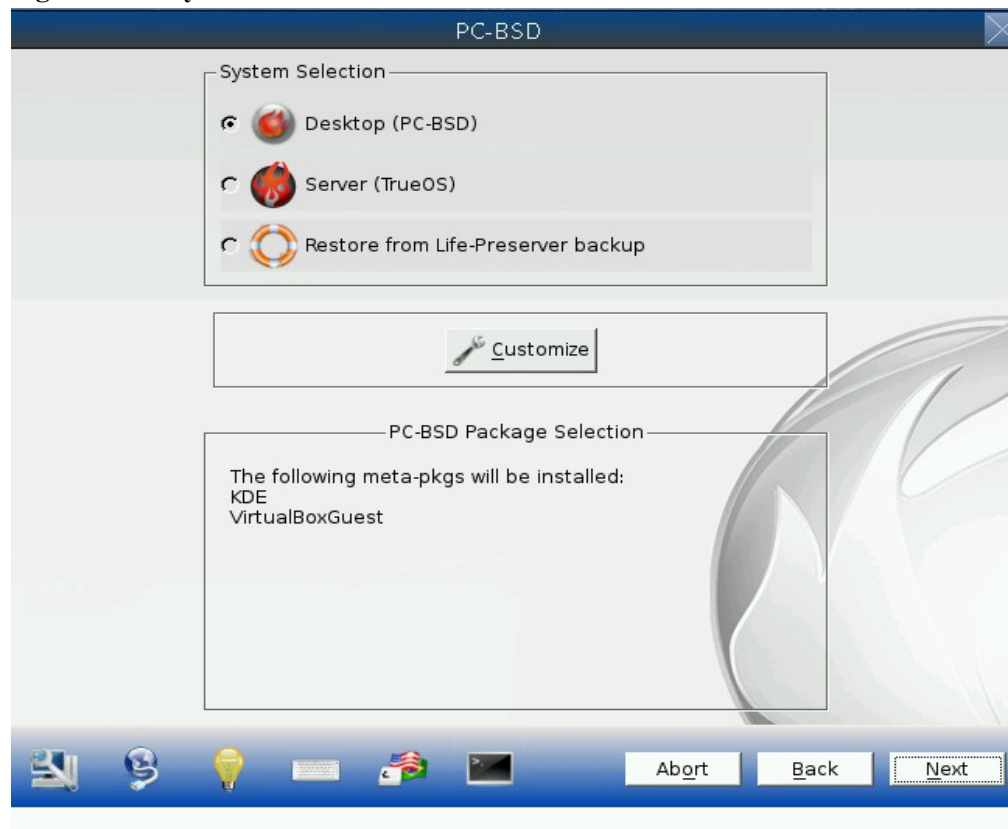 PC-BSD
System Selection
Desktop (PC-BSD)
Server (TrueOS)
Restore from Life-Preserver backup
Customize
PC-BSD Package Selection
The following meta-pkgs will be installed:
KDE
VirtualBoxGuest
Abort
Back
Next